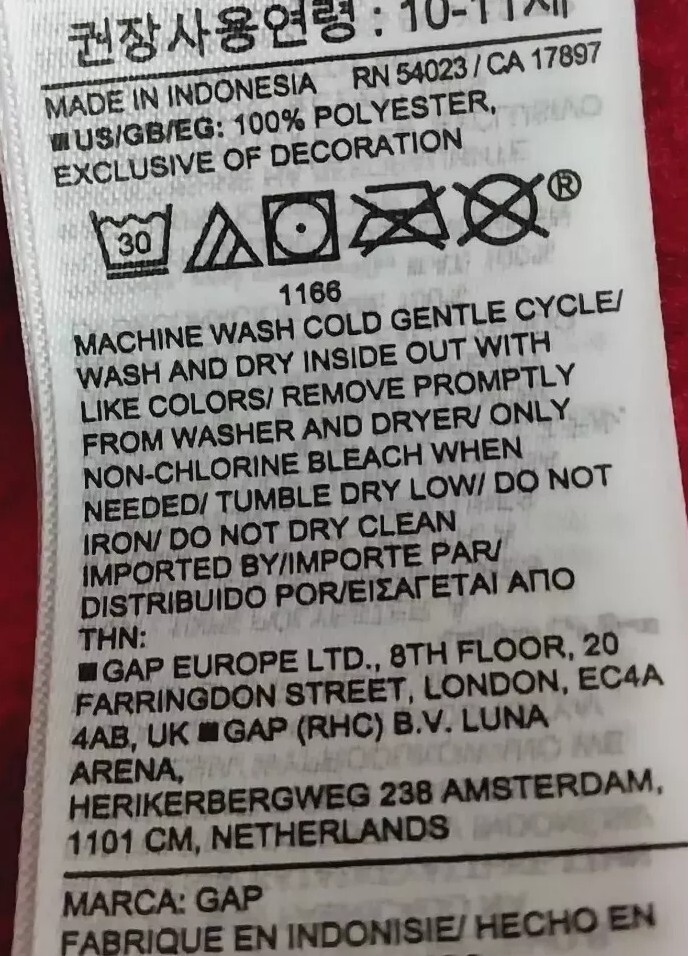 권장사용연령 : 10-11세
MADE IN INDONESIA RN 54023 / CA 17897
US/GB/EG: 100% POLYESTER,
EXCLUSIVE OF DECORATION
30
®
1166
MACHINE WASH COLD GENTLE CYCLE/
WASH AND DRY INSIDE OUT WITH
LIKE COLORS/ REMOVE PROMPTLY
FROM WASHER AND DRYER/ ONLY
NON-CHLORINE BLEACH WHEN
NEEDED/ TUMBLE DRY LOW/ DO NOT
IRON/ DO NOT DRY CLEAN
IMPORTED BY/IMPORTE PAR/
DISTRIBUIDO POR/ΕΙΣΑΓΕΤΑΙ ΑΠΟ
ΤΗΝ:
■GAP EUROPE LTD., 8TH FLOOR, 20
FARRINGDON STREET, LONDON, EC4A
4AB, UK ■GAP (RHC) B.V. LUNA
ARENA,
HERIKERBERGWEG 238 AMSTERDAM,
1101 CM, NETHERLANDS
MARCA: GAP
FABRIQUE EN INDONISIE/ HECHO EN